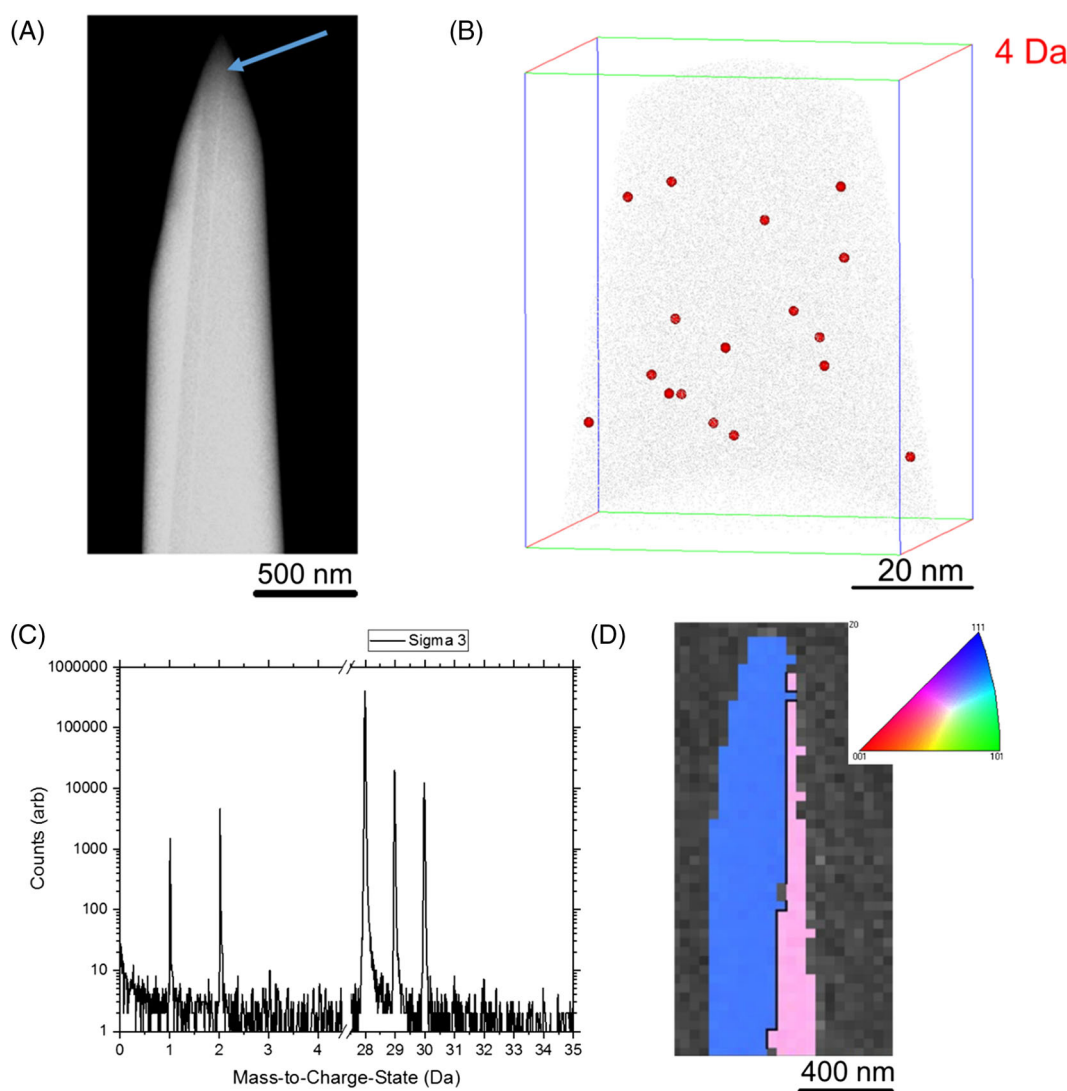 (A)
500 nm
(B)
4 Da
20 nm
(C)
Sigma 3
1000000
100000
10000
1000
100
10
1
Counts (arb)
0 1 2 3 4 28 29 30 31 32 33 34 35
Mass-to-Charge-State (Da)
(D)
20
111
001
101
400 nm